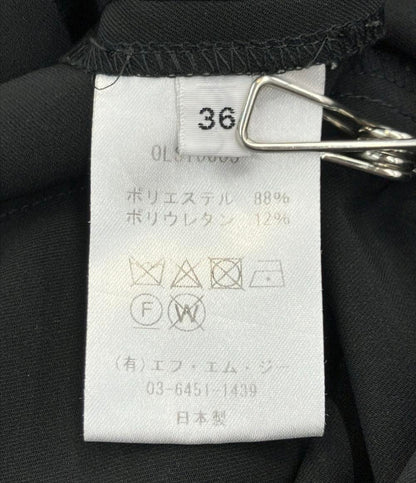 36
ポリエステル 88%
ポリウレタン 12%
F W
(有)エフ・エム・ジー
03-6451-1439
日本製